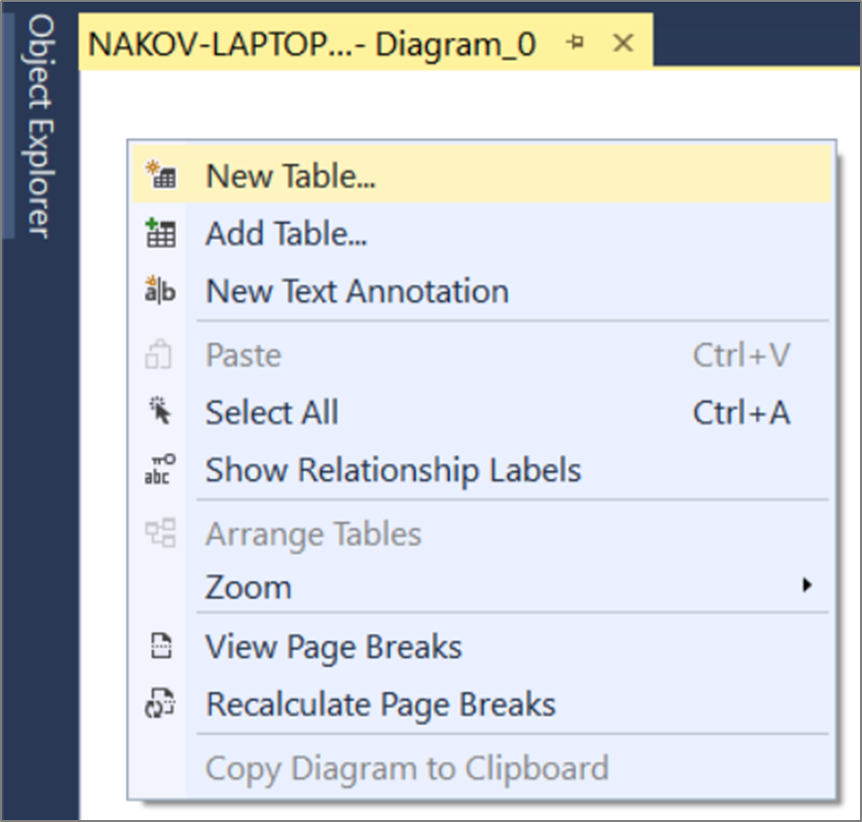 Object Explorer
NAKOV-LAPTOP...- Diagram_0
New Table...
Add Table...
a|b New Text Annotation
Paste Ctrl+V
Select All Ctrl+A
abc Show Relationship Labels
Arrange Tables
Zoom
View Page Breaks
Recalculate Page Breaks
Copy Diagram to Clipboard